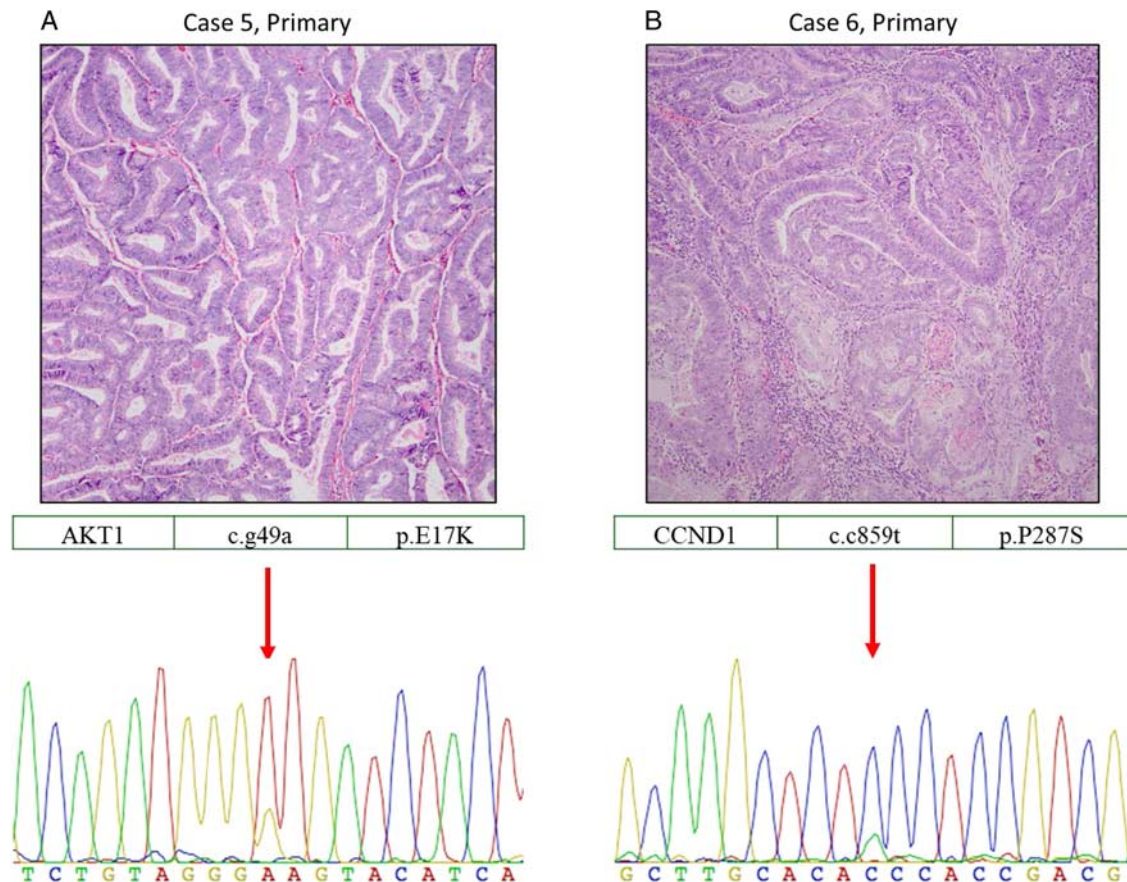 A Case 5, Primary
B Case 6, Primary
AKT1 c.g49a p.E17K
CCND1 c.c859t p.P287S
T C T G T A G G G A A G T A C A T C A
G C T T G C A C A C C C A C C G A C G